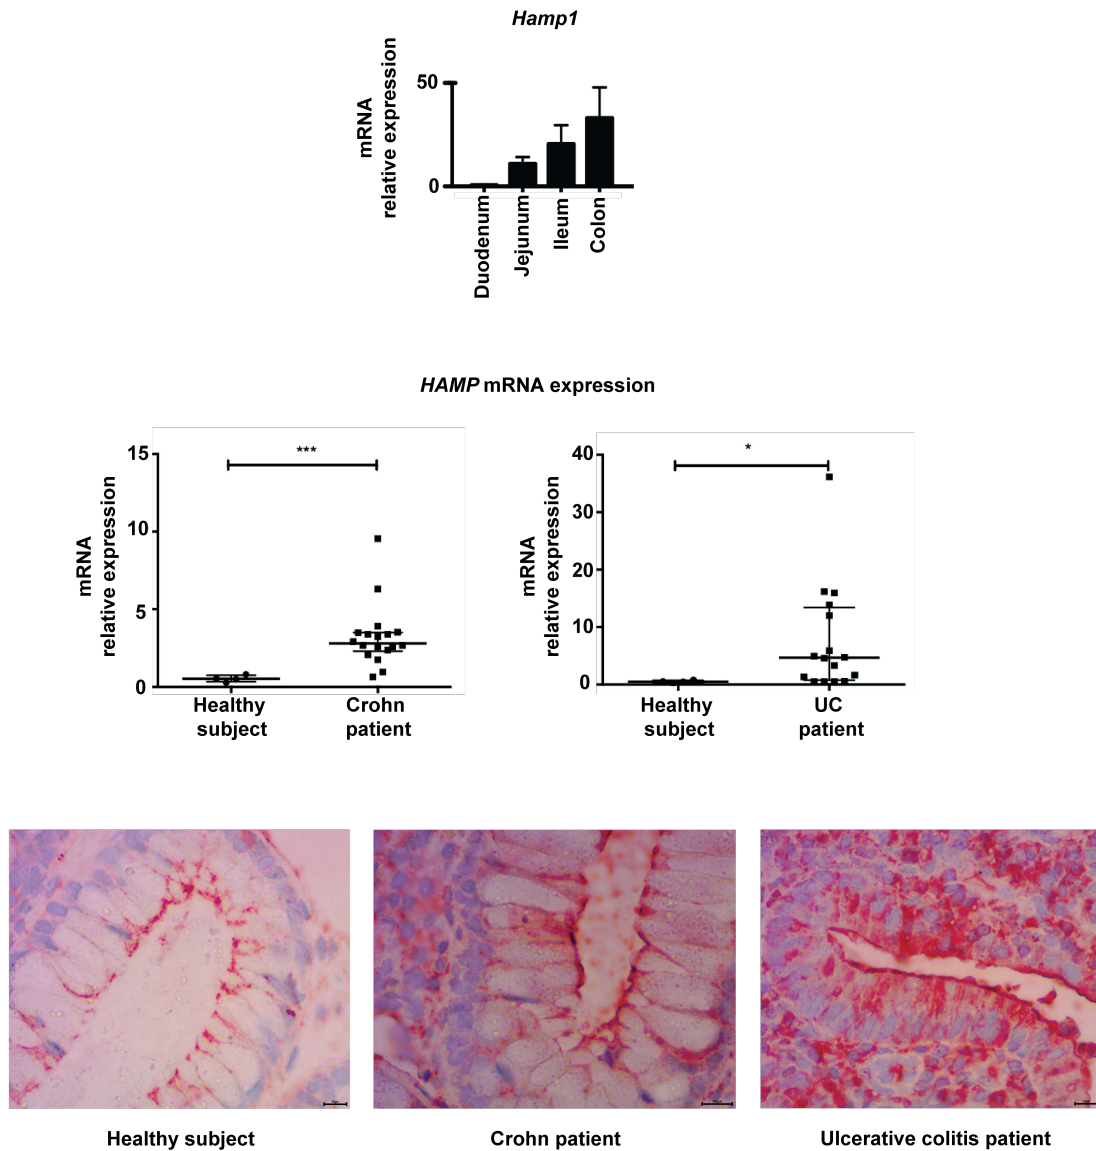 Hamp1
mRNA
relative expression
50
0
Duodenum
Jejunum
Ileum
Colon
HAMP mRNA expression
mRNA
relative expression
15
10
5
0
***
Healthy
subject
Crohn
patient
mRNA
relative expression
40
30
20
10
0
*
Healthy
subject
UC
patient
Healthy subject
Crohn patient
Ulcerative colitis patient